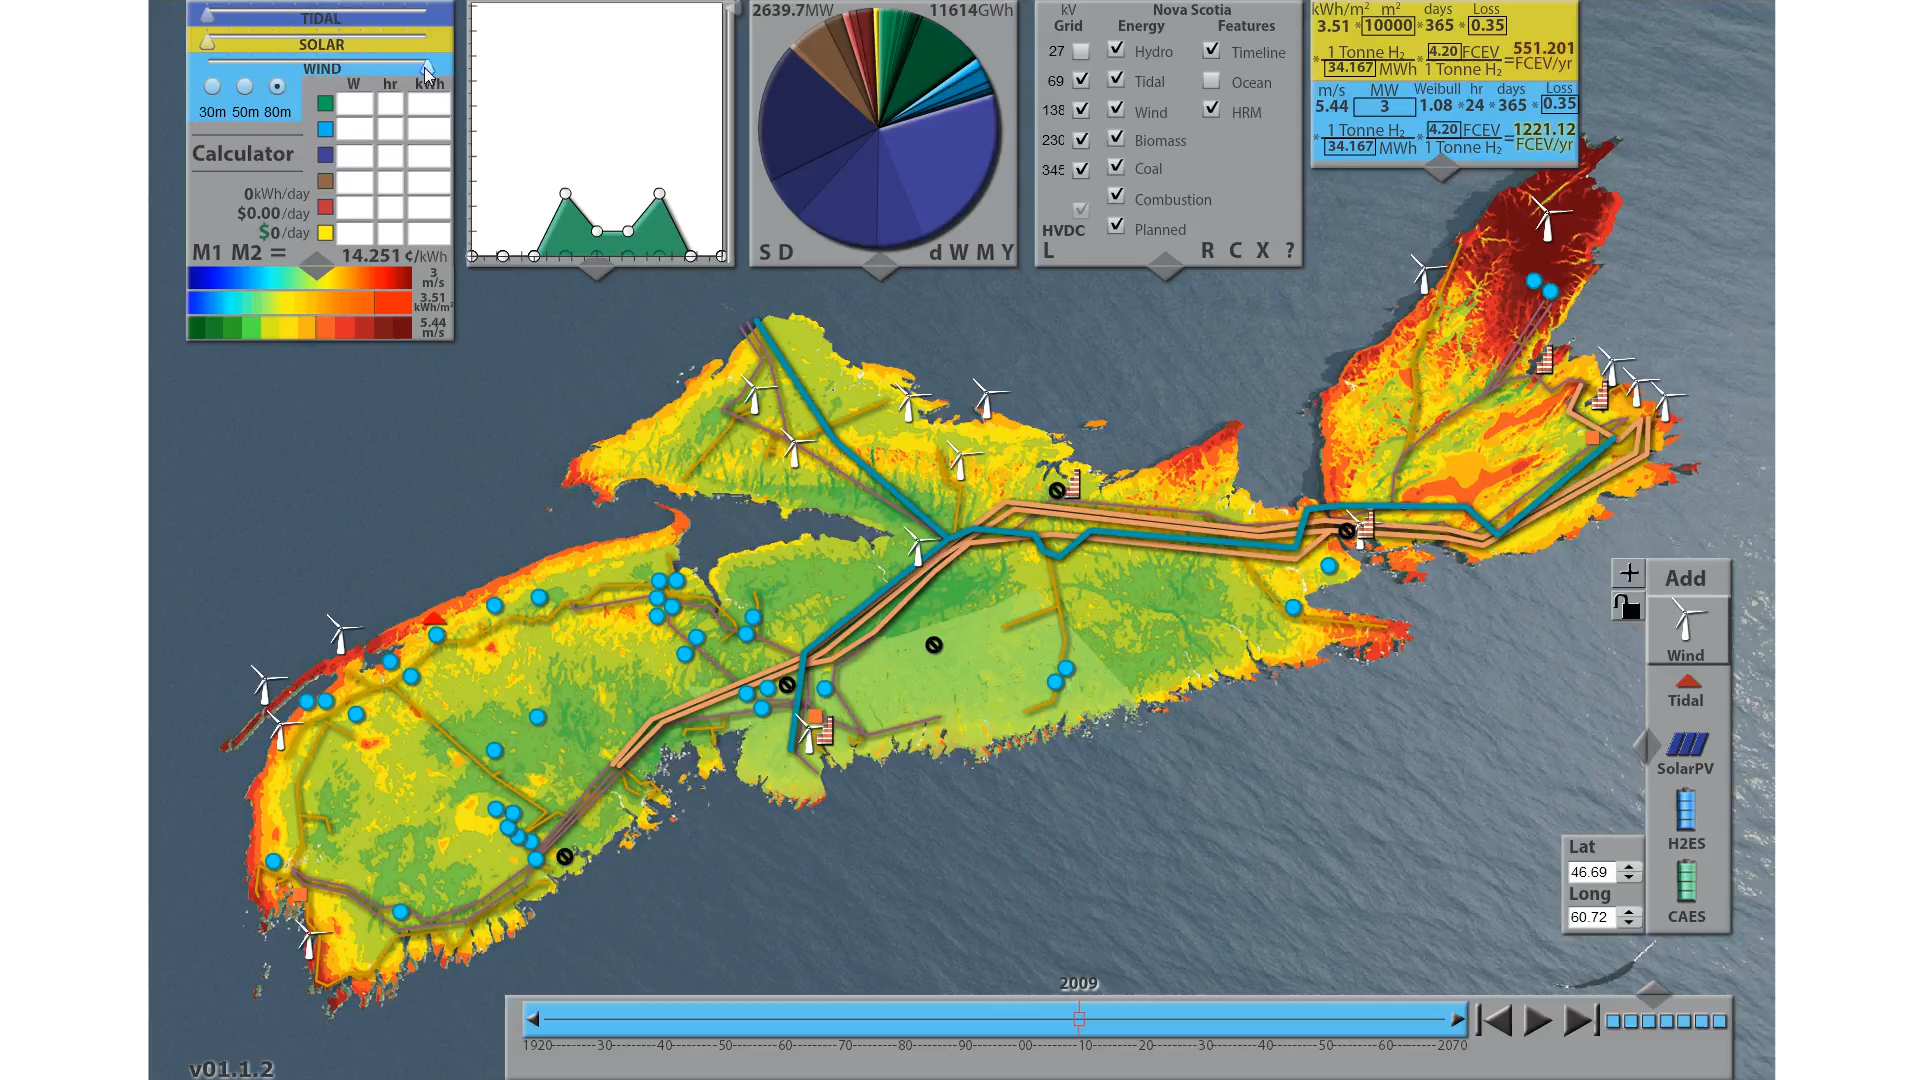 TIDAL
SOLAR
WIND
30m 50m 80m
W hr kWh
Calculator
0kWh/day
$0.00/day
$0/day
M1 M2 =
14.251 ¢/kWh
3
m/s
3.51
kWh/m²
5.44
m/s
2639.7MW
11614GWh
S D
d W M Y
kV
Nova Scotia
Grid Energy Features
27 Hydro Timeline
69 Tidal Ocean
138 Wind HRM
230 Biomass
345 Coal
Combustion
HVDC Planned
L
R C X ?
kWh/m² m² days Loss
3.51 * 10000 * 365 * 0.35
* 1 Tonne H₂ * 4.20 FCEV = 551.201
34.167 MWh 1 Tonne H₂ FCEV/yr
m/s MW Weibull hr days Loss
5.44 3 1.08 * 24 * 365 * 0.35
* 1 Tonne H₂ * 4.20 FCEV = 1221.12
34.167 MWh 1 Tonne H₂ FCEV/yr
+ Add
Wind
Tidal
SolarPV
H2ES
CAES
Lat
46.69
Long
60.72
2009
1920-------30-------40-------50-------60-------70-------80-------90-------00-------10-------20-------30-------40-------50-------60-------2070
v01.1.2